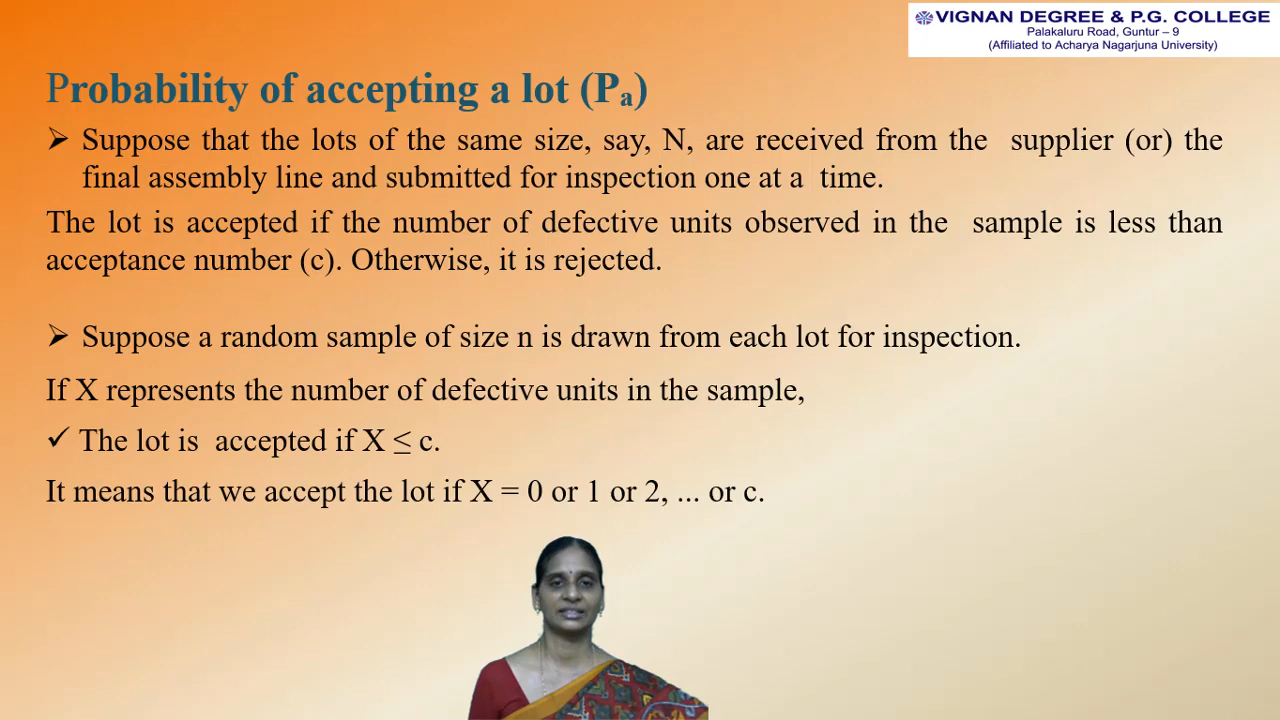 VIGNAN DEGREE & P.G. COLLEGE
Palakaluru Road, Guntur – 9
(Affiliated to Acharya Nagarjuna University)
Probability of accepting a lot (Pₐ)
➢ Suppose that the lots of the same size, say, N, are received from the supplier (or) the
final assembly line and submitted for inspection one at a time.
The lot is accepted if the number of defective units observed in the sample is less than
acceptance number (c). Otherwise, it is rejected.
➢ Suppose a random sample of size n is drawn from each lot for inspection.
If X represents the number of defective units in the sample,
✓ The lot is accepted if X ≤ c.
It means that we accept the lot if X = 0 or 1 or 2, ... or c.